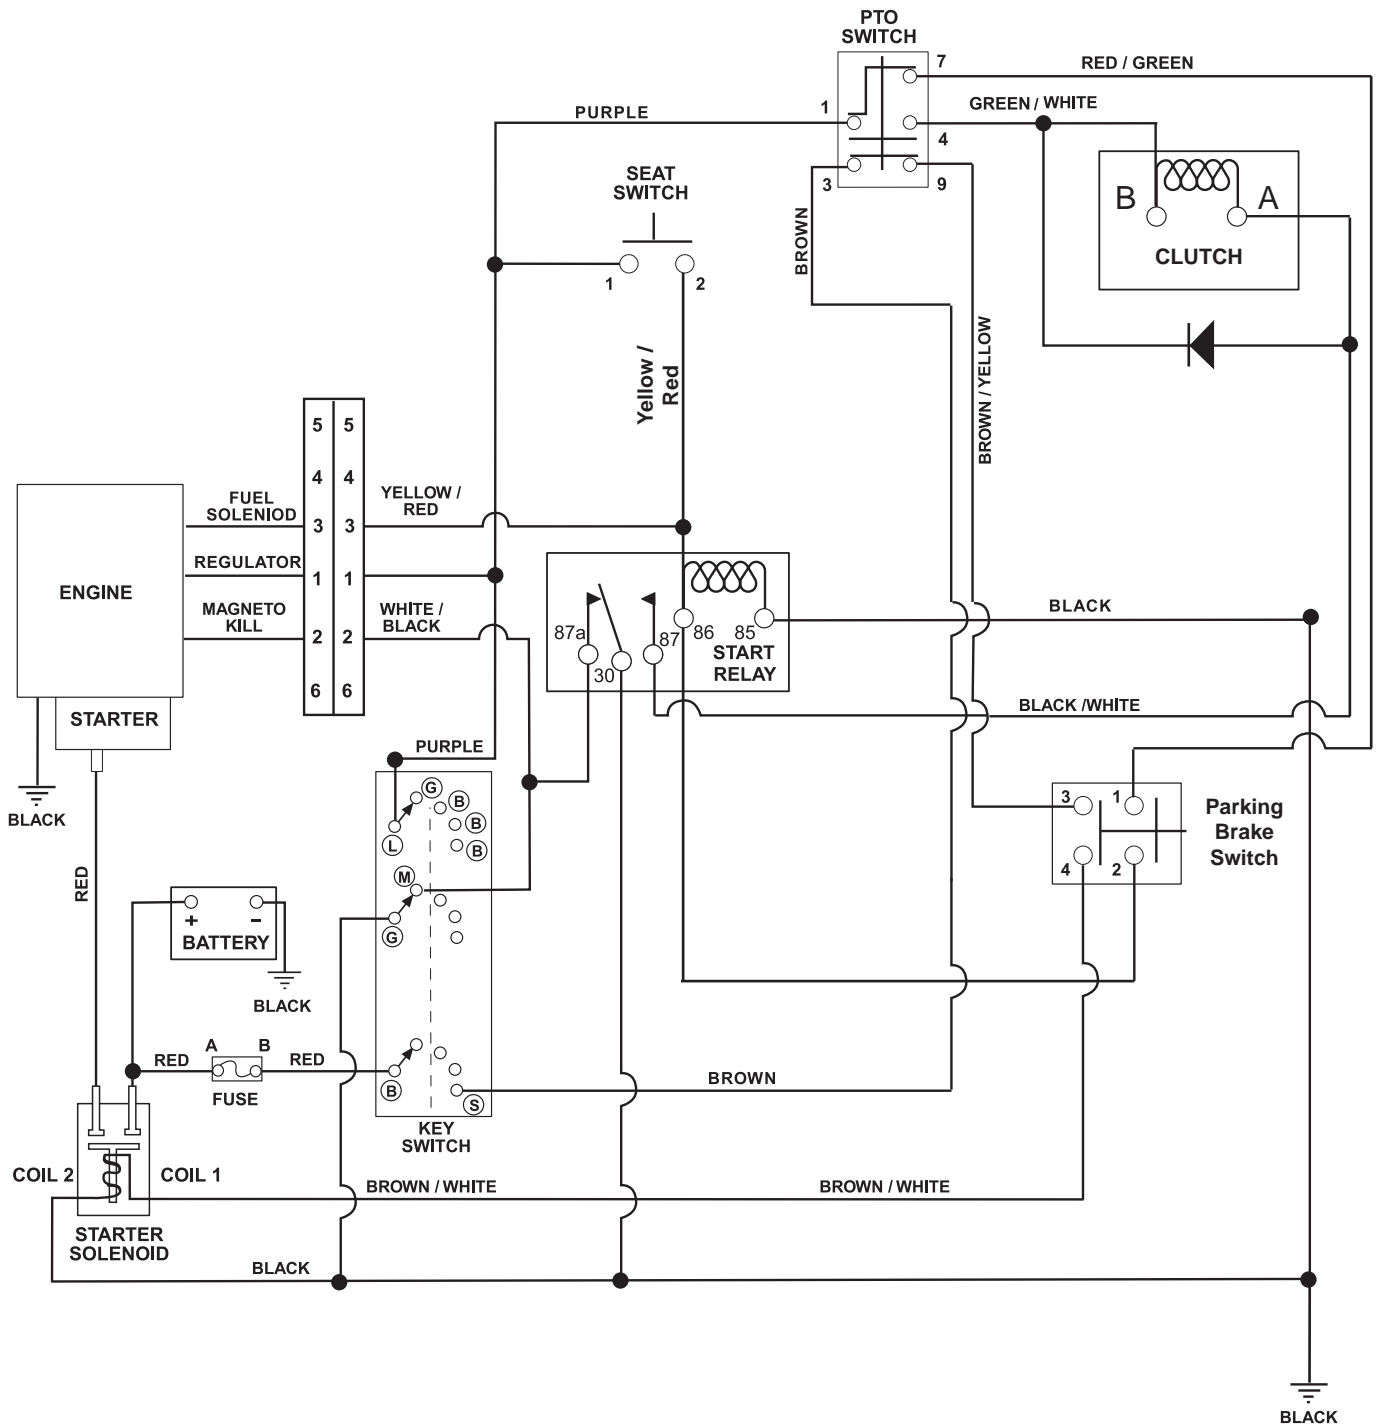 PTO
SWITCH
7
RED / GREEN
1
PURPLE
GREEN / WHITE
4
3
9
SEAT
SWITCH
B
A
CLUTCH
BROWN
1
2
BROWN / YELLOW
Yellow /
Red
5 5
4 4
3 3
1 1
2 2
6 6
FUEL
SOLENIOD
YELLOW /
RED
REGULATOR
ENGINE
MAGNETO
KILL
WHITE /
BLACK
BLACK
87a
30
87
86
85
START
RELAY
STARTER
BLACK /WHITE
PURPLE
BLACK
G
B
B
B
L
M
G
3
1
4
2
Parking
Brake
Switch
RED
+
-
BATTERY
BLACK
RED
A
B
RED
FUSE
B
S
BROWN
KEY
SWITCH
COIL 2
COIL 1
BROWN / WHITE
BROWN / WHITE
STARTER
SOLENOID
BLACK
BLACK